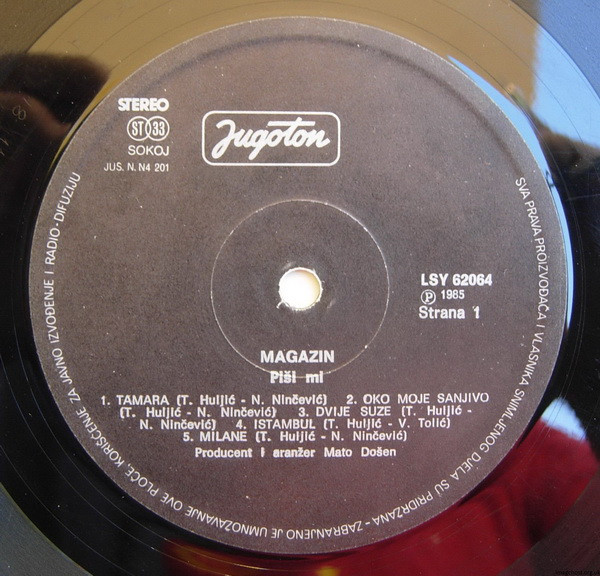 STEREO
ST 33
SOKOJ
JUS. N. N4 201
Jugoton
LSY 62064
Ⓟ 1985
Strana 1
MAGAZIN
Piši mi
1. TAMARA (T. Huljić - N. Ninčević) 2. OKO MOJE SANJIVO
(T. Huljić - N. Ninčević) 3. DVIJE SUZE (T. Huljić -
N. Ninčević) 4. ISTAMBUL (T. Huljić - V. Tolić)
5. MILANE (T. Huljić - N. Ninčević)
Producent i aranžer Mato Došen
SVA PRAVA PROIZVOĐAČA I VLASNIKA SNIMLJENOG DJELA SU PRIDRŽANA - ZABRANJENO JE UMNOŽAVANJE OVE PLOČE, KORIŠĆENJE ZA JAVNO IZVOĐENJE I RADIO-DIFUZIJU